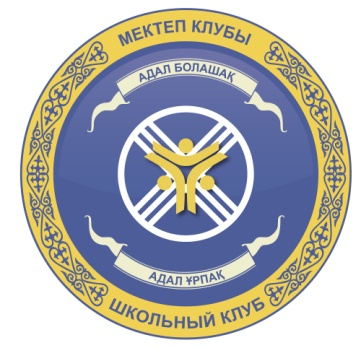 МЕКТЕП КЛУБЫ
АДАЛ БОЛАШАҚ
АДАЛ ҰРПАҚ
ШКОЛЬНЫЙ КЛУБ